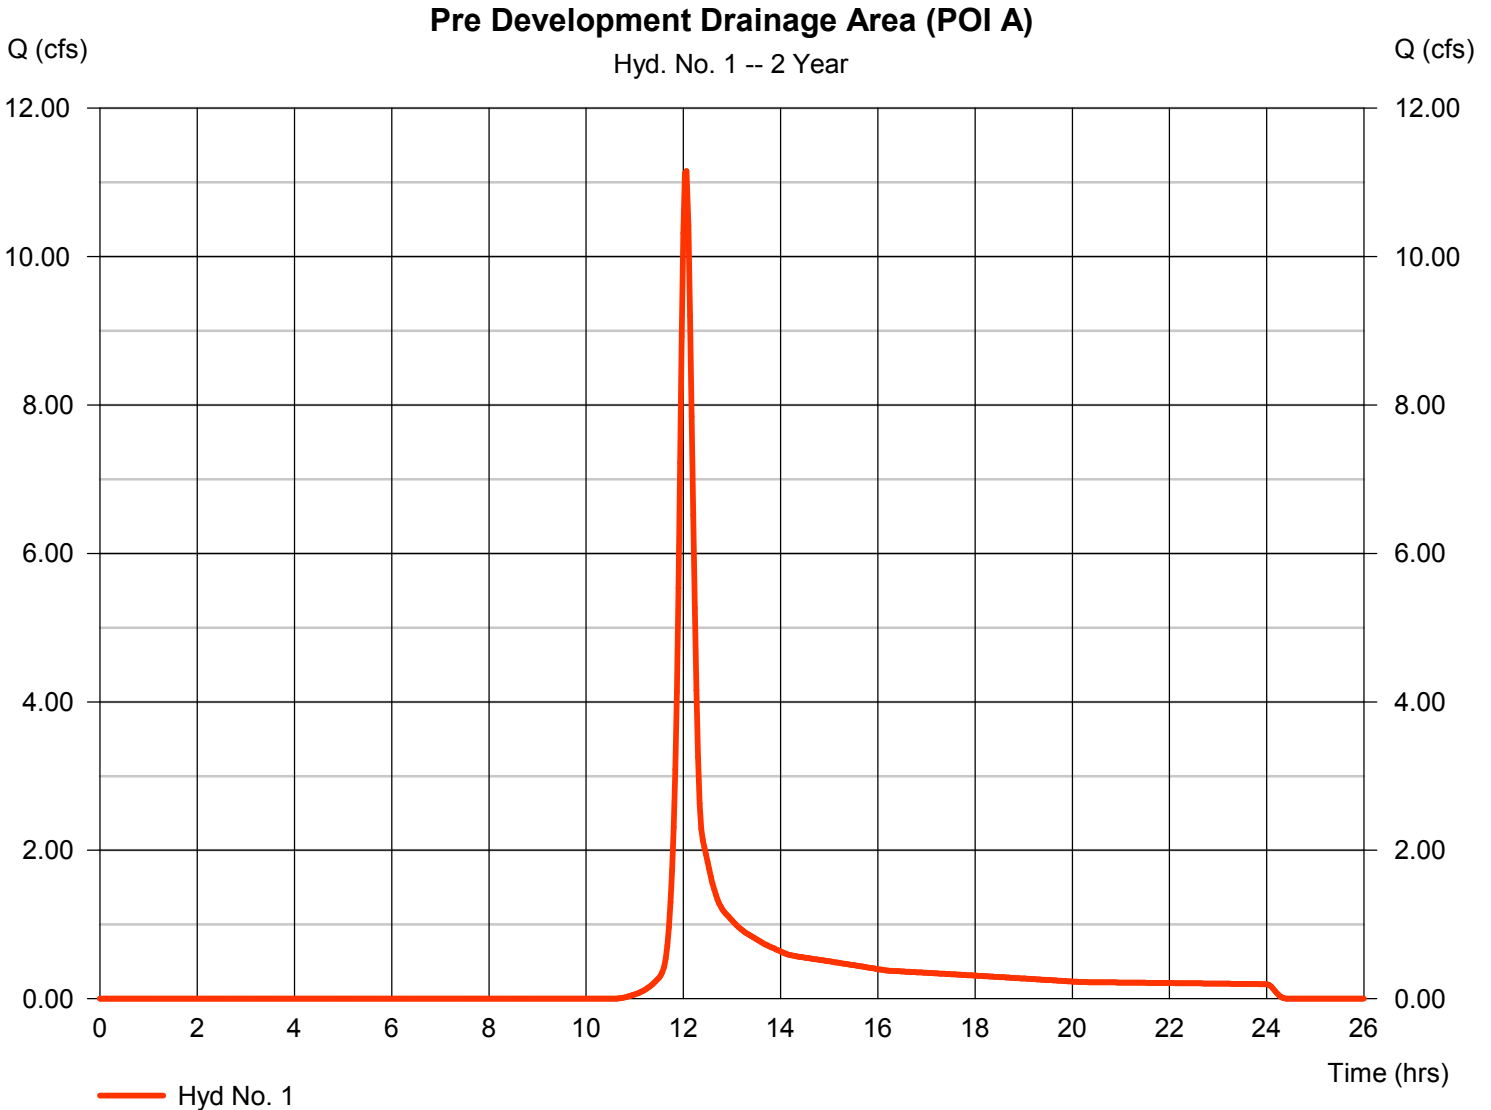 Pre Development Drainage Area (POI A)
Q (cfs)
Q (cfs)
Hyd. No. 1 -- 2 Year
12.00
12.00
10.00
10.00
8.00
8.00
6.00
6.00
4.00
4.00
2.00
2.00
0.00
0.00
0 2 4 6 8 10 12 14 16 18 20 22 24 26
Time (hrs)
Hyd No. 1